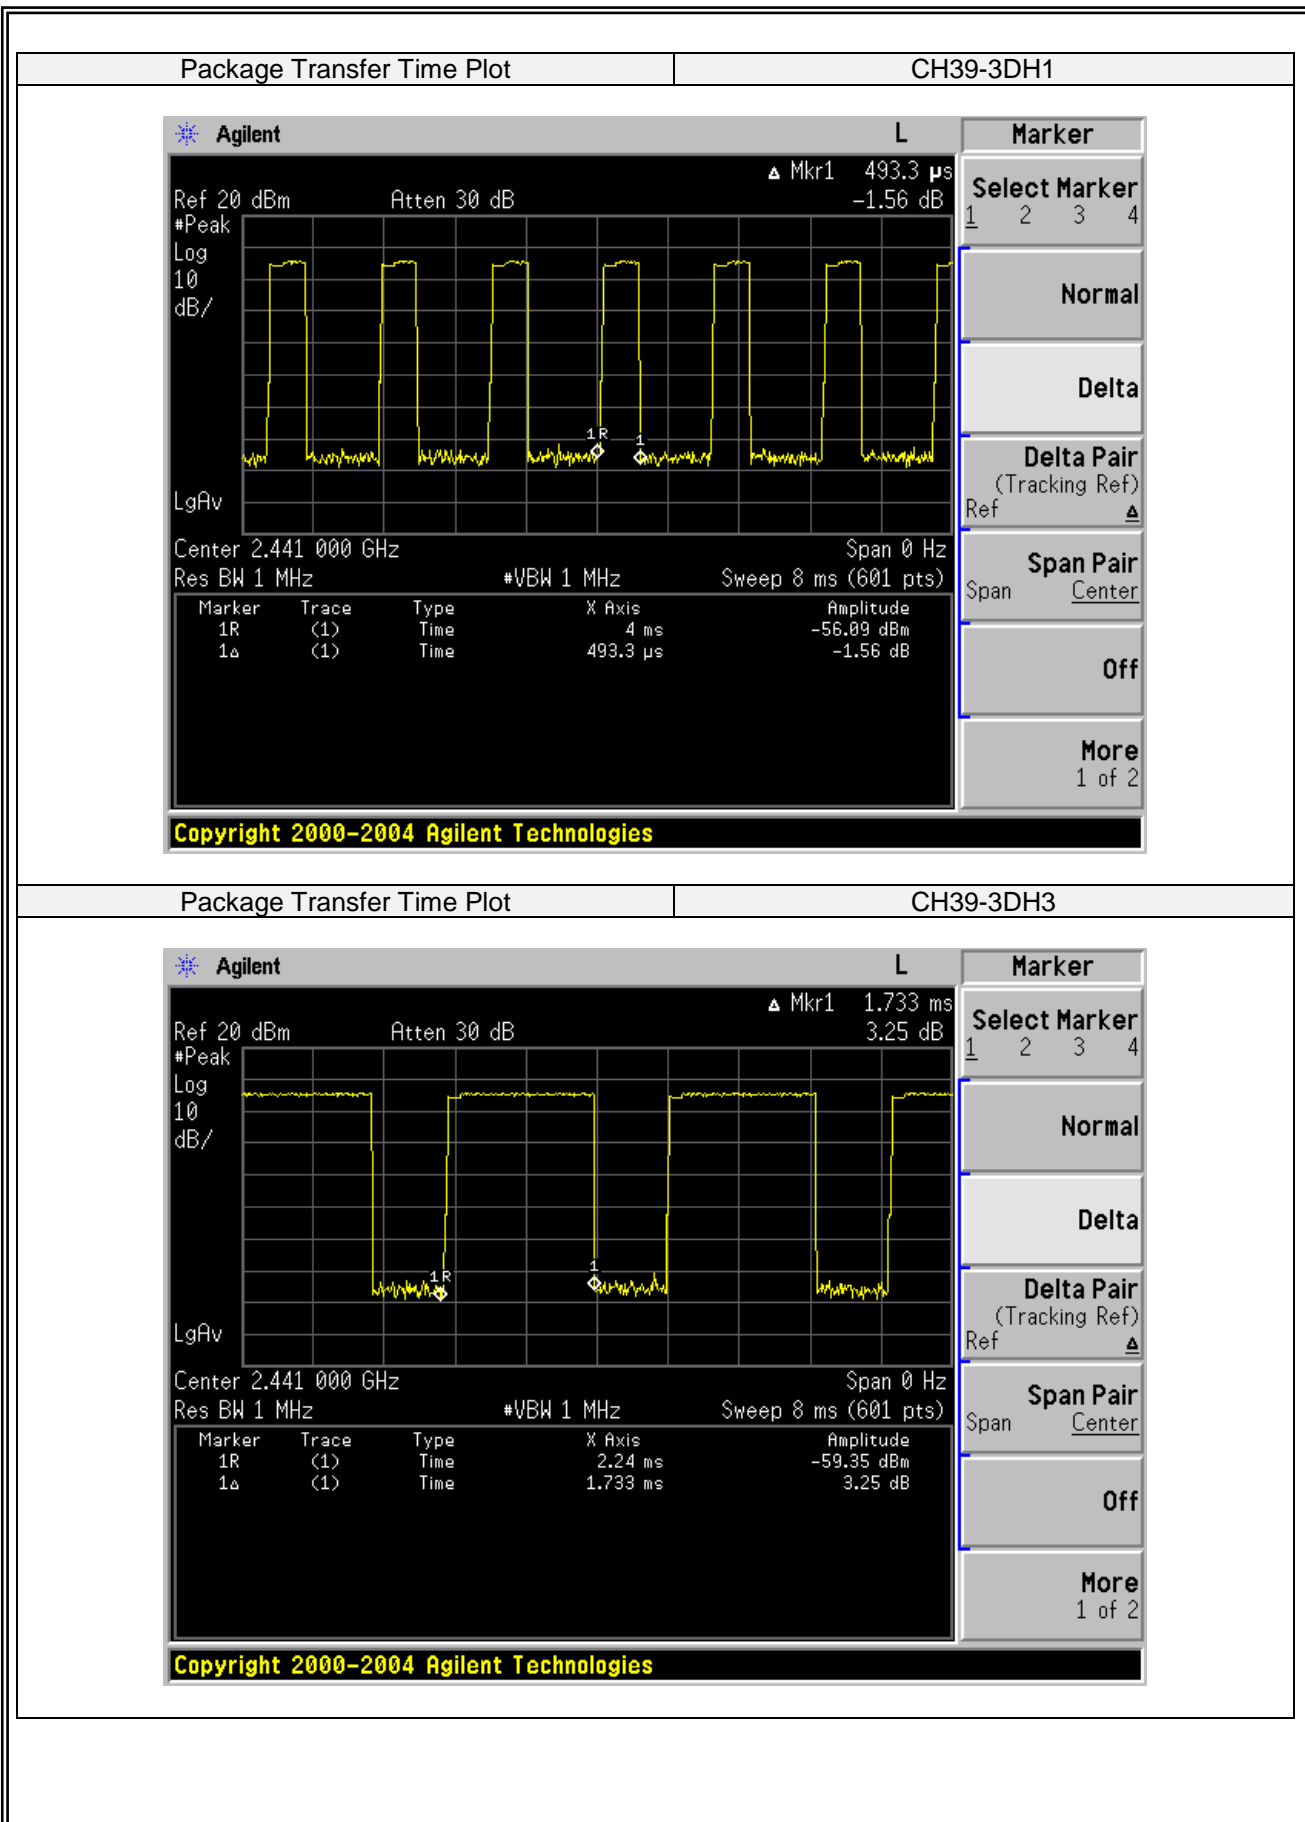 Package Transfer Time Plot CH39-3DH1
Agilent L Marker
Δ Mkr1 493.3 µs
Ref 20 dBm Atten 30 dB -1.56 dB
#Peak
Log
10
dB/
1R 1
LgAv
Center 2.441 000 GHz Span 0 Hz
Res BW 1 MHz #VBW 1 MHz Sweep 8 ms (601 pts)
Marker Trace Type X Axis Amplitude
1R (1) Time 4 ms -56.09 dBm
1Δ (1) Time 493.3 µs -1.56 dB
Select Marker
1 2 3 4
Normal
Delta
Delta Pair
(Tracking Ref)
Ref Δ
Span Pair
Span Center
Off
More
1 of 2
Copyright 2000-2004 Agilent Technologies
Package Transfer Time Plot CH39-3DH3
Agilent L Marker
Δ Mkr1 1.733 ms
Ref 20 dBm Atten 30 dB 3.25 dB
#Peak
Log
10
dB/
1R 1
LgAv
Center 2.441 000 GHz Span 0 Hz
Res BW 1 MHz #VBW 1 MHz Sweep 8 ms (601 pts)
Marker Trace Type X Axis Amplitude
1R (1) Time 2.24 ms -59.35 dBm
1Δ (1) Time 1.733 ms 3.25 dB
Select Marker
1 2 3 4
Normal
Delta
Delta Pair
(Tracking Ref)
Ref Δ
Span Pair
Span Center
Off
More
1 of 2
Copyright 2000-2004 Agilent Technologies